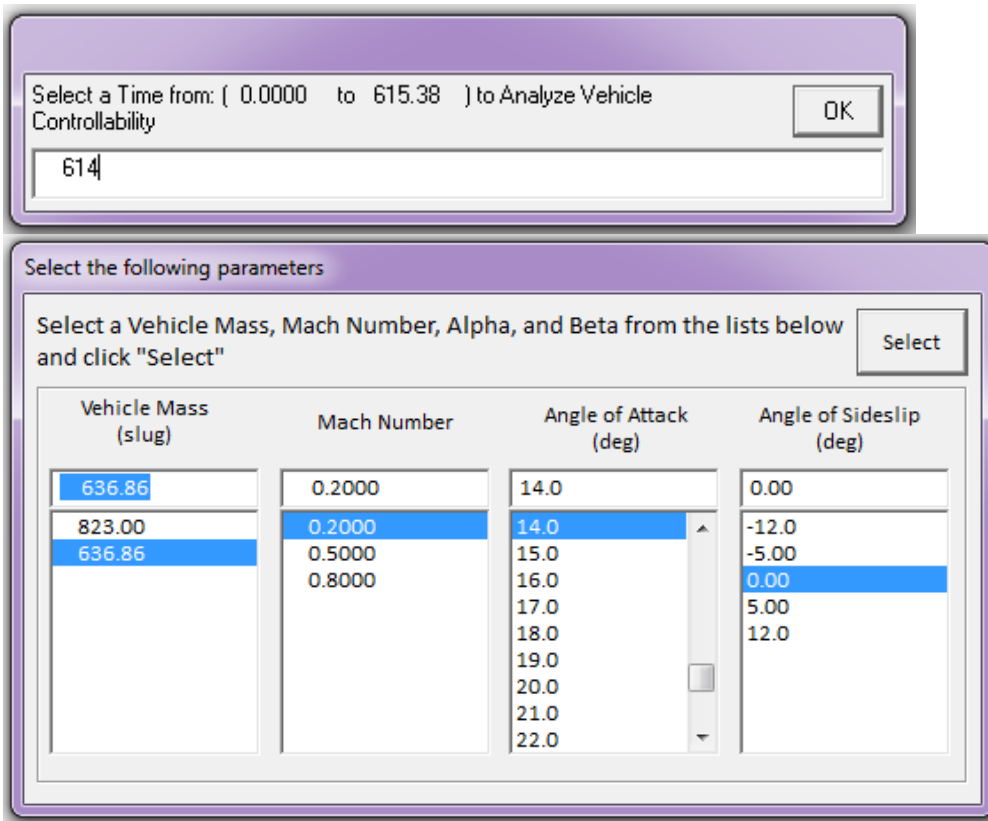 Select a Time from: ( 0.0000 to 615.38 ) to Analyze Vehicle
Controllability
OK
614
Select the following parameters
Select a Vehicle Mass, Mach Number, Alpha, and Beta from the lists below
and click "Select"
Select
Vehicle Mass
(slug)
Mach Number
Angle of Attack
(deg)
Angle of Sideslip
(deg)
636.86 0.2000 14.0 0.00
823.00 0.2000 14.0 -12.0
636.86 0.5000 15.0 -5.00
0.8000 16.0 0.00
17.0 5.00
18.0 12.0
19.0
20.0
21.0
22.0